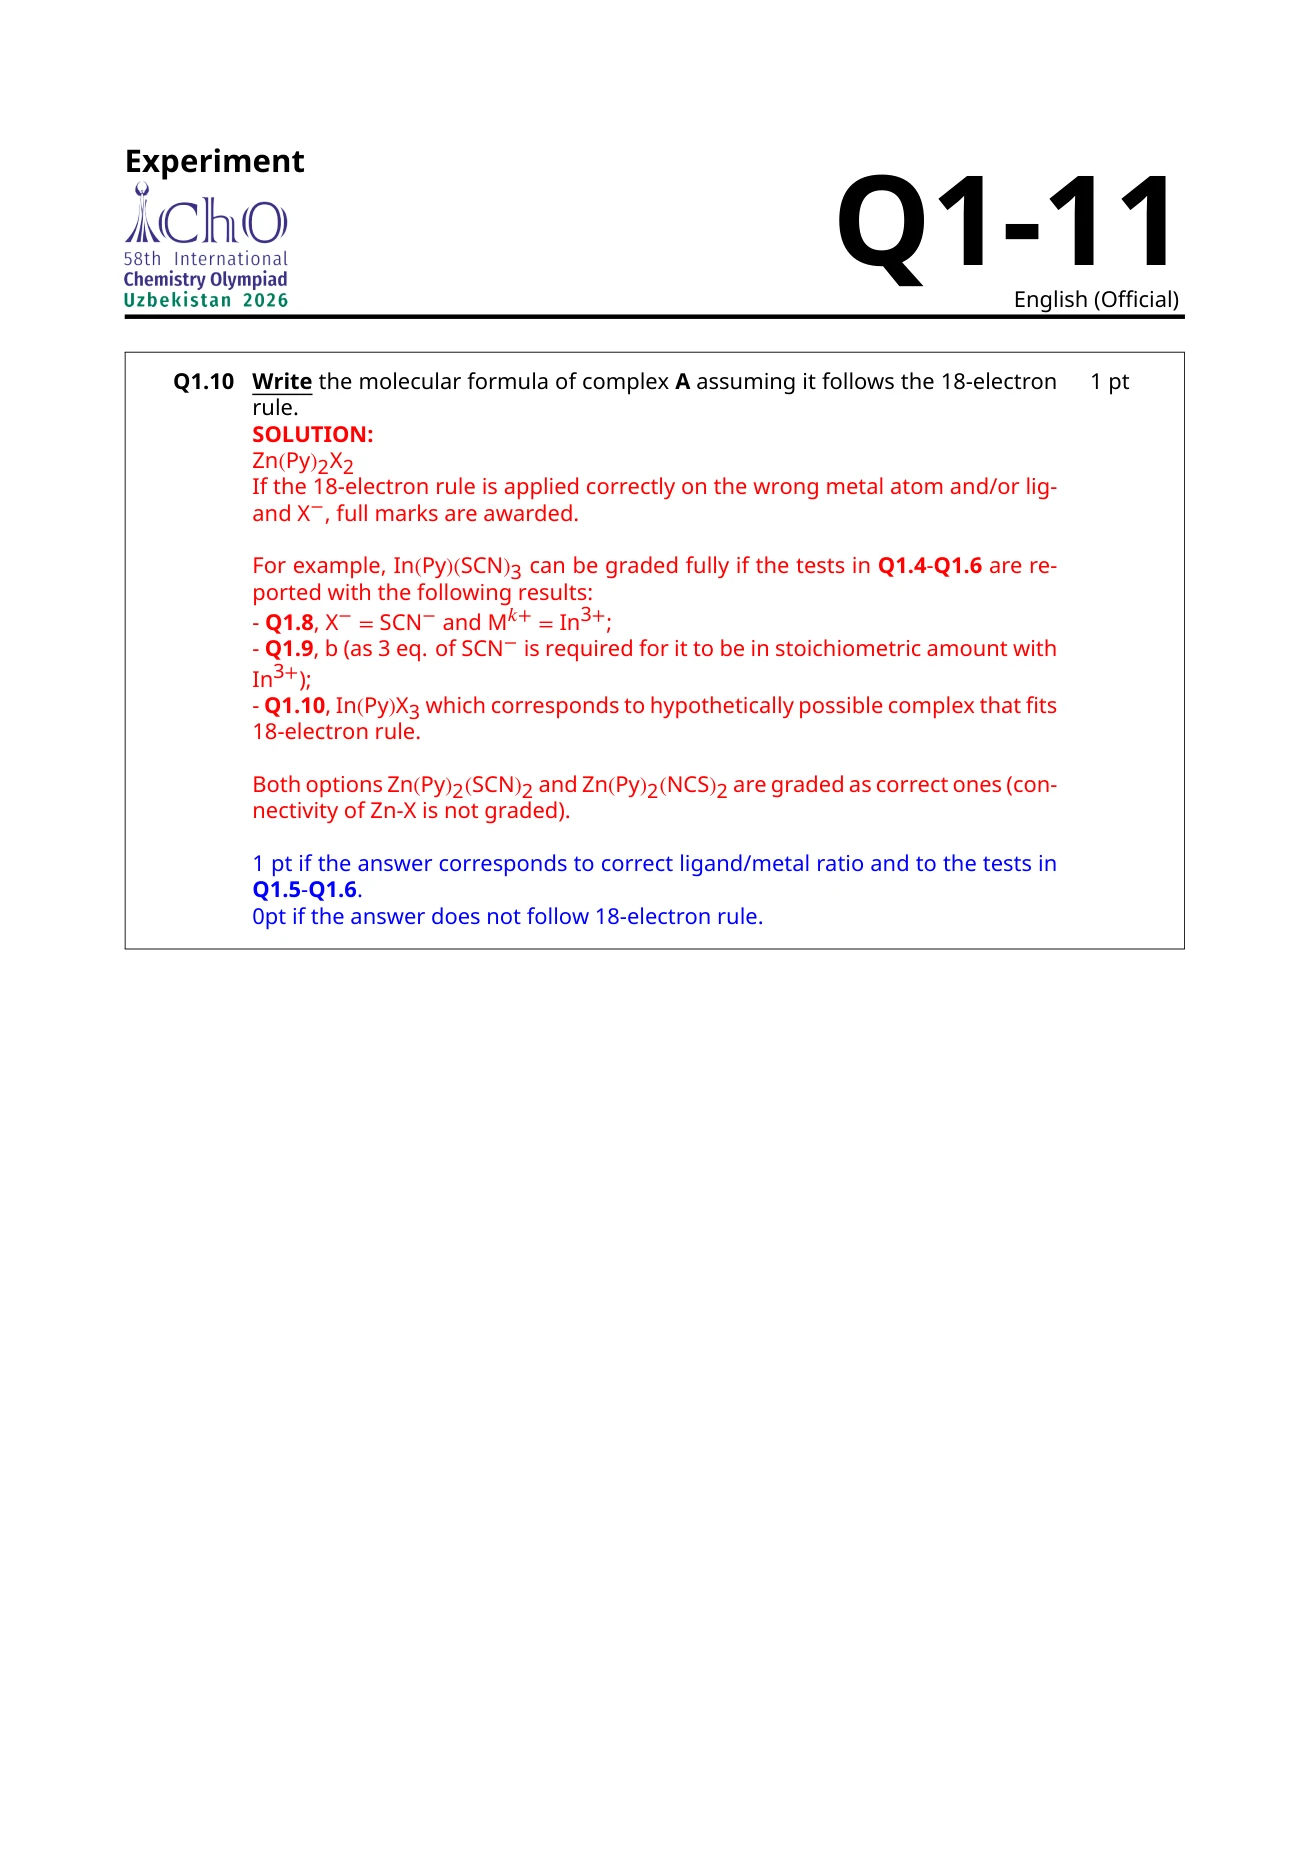 Experiment
IChO
58th International
Chemistry Olympiad
Uzbekistan 2026
Q1-11
English (Official)
Q1.10 Write the molecular formula of complex A assuming it follows the 18-electron 1 pt
rule.
SOLUTION:
Zn(Py)₂X₂
If the 18-electron rule is applied correctly on the wrong metal atom and/or lig-
and X⁻, full marks are awarded.
For example, In(Py)(SCN)₃ can be graded fully if the tests in Q1.4-Q1.6 are re-
ported with the following results:
- Q1.8, X⁻ = SCN⁻ and Mᵏ⁺ = In³⁺;
- Q1.9, b (as 3 eq. of SCN⁻ is required for it to be in stoichiometric amount with
In³⁺);
- Q1.10, In(Py)X₃ which corresponds to hypothetically possible complex that fits
18-electron rule.
Both options Zn(Py)₂(SCN)₂ and Zn(Py)₂(NCS)₂ are graded as correct ones (con-
nectivity of Zn-X is not graded).
1 pt if the answer corresponds to correct ligand/metal ratio and to the tests in
Q1.5-Q1.6.
0pt if the answer does not follow 18-electron rule.